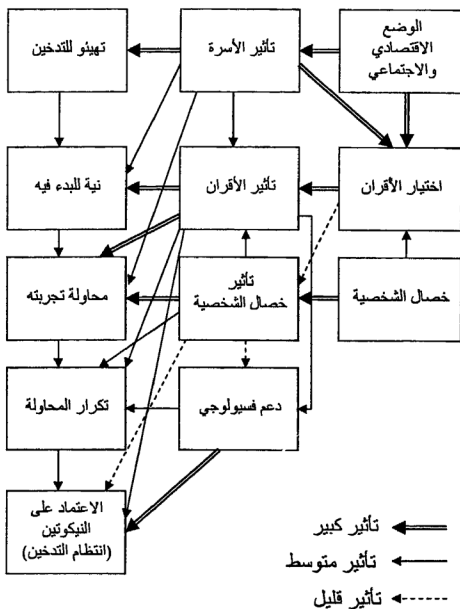 الوضع
الاقتصادي
والاجتماعي
تأثير الأسرة
تهيئو للتدخين
اختيار الأقران
تأثير الأقران
نية للبدء فيه
خصال الشخصية
تأثير
خصال الشخصية
محاولة تجربته
دعم فسيولوجي
تكرار المحاولة
الاعتماد على
النيكوتين
(انتظام التدخين)
تأثير كبير
تأثير متوسط
تأثير قليل